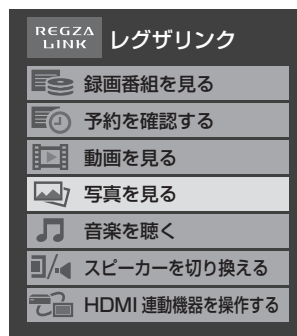 REGZA
LINK
レグザリンク
録画番組を見る
予約を確認する
動画を見る
写真を見る
音楽を聴く
スピーカーを切り換える
HDMI 連動機器を操作する